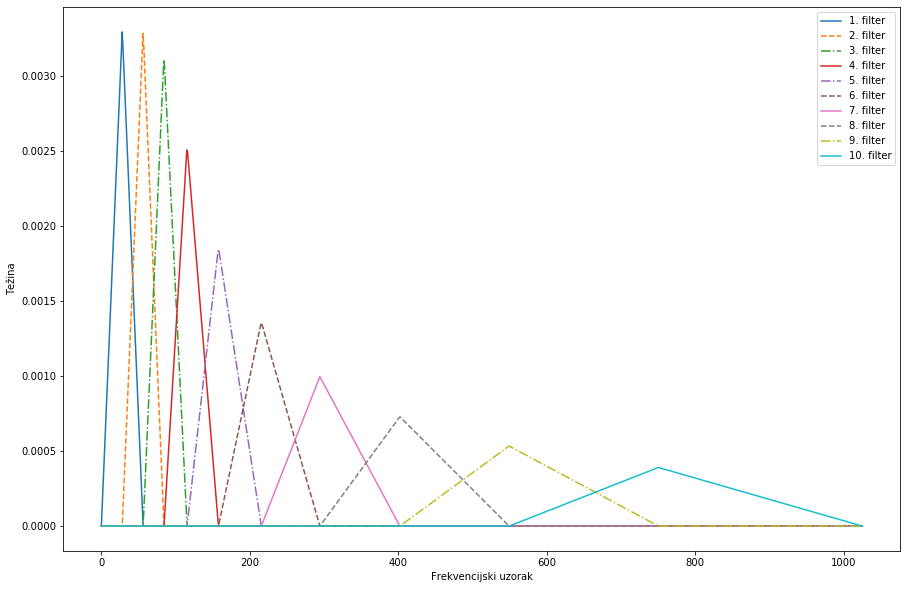 1. filter
2. filter
3. filter
4. filter
5. filter
6. filter
7. filter
8. filter
9. filter
10. filter
0.0030
0.0025
0.0020
0.0015
0.0010
0.0005
0.0000
Težina
0 200 400 600 800 1000
Frekvencijski uzorak